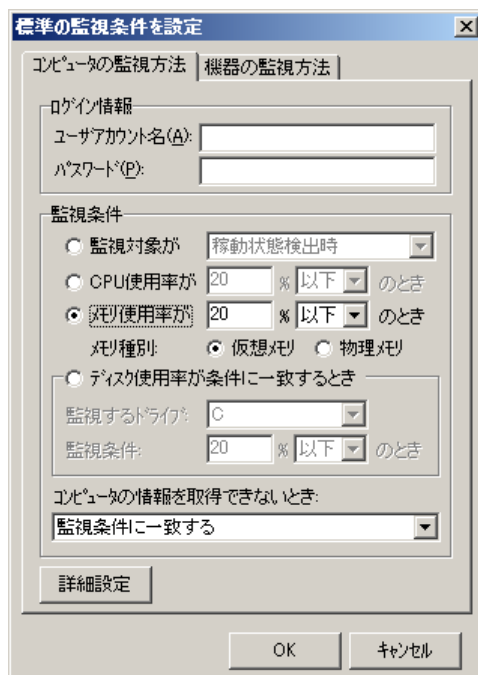 標準の監視条件を設定
コンピュータの監視方法 機器の監視方法
ログイン情報
ユーザアカウント名(A):
パスワード(P):
監視条件
監視対象が 稼動状態検出時
CPU使用率が 20 % 以下 のとき
メモリ使用率が 20 % 以下 のとき
メモリ種別: 仮想メモリ 物理メモリ
ディスク使用率が条件に一致するとき
監視するドライブ: C
監視条件: 20 % 以下 のとき
コンピュータの情報を取得できないとき:
監視条件に一致する
詳細設定
OK キャンセル